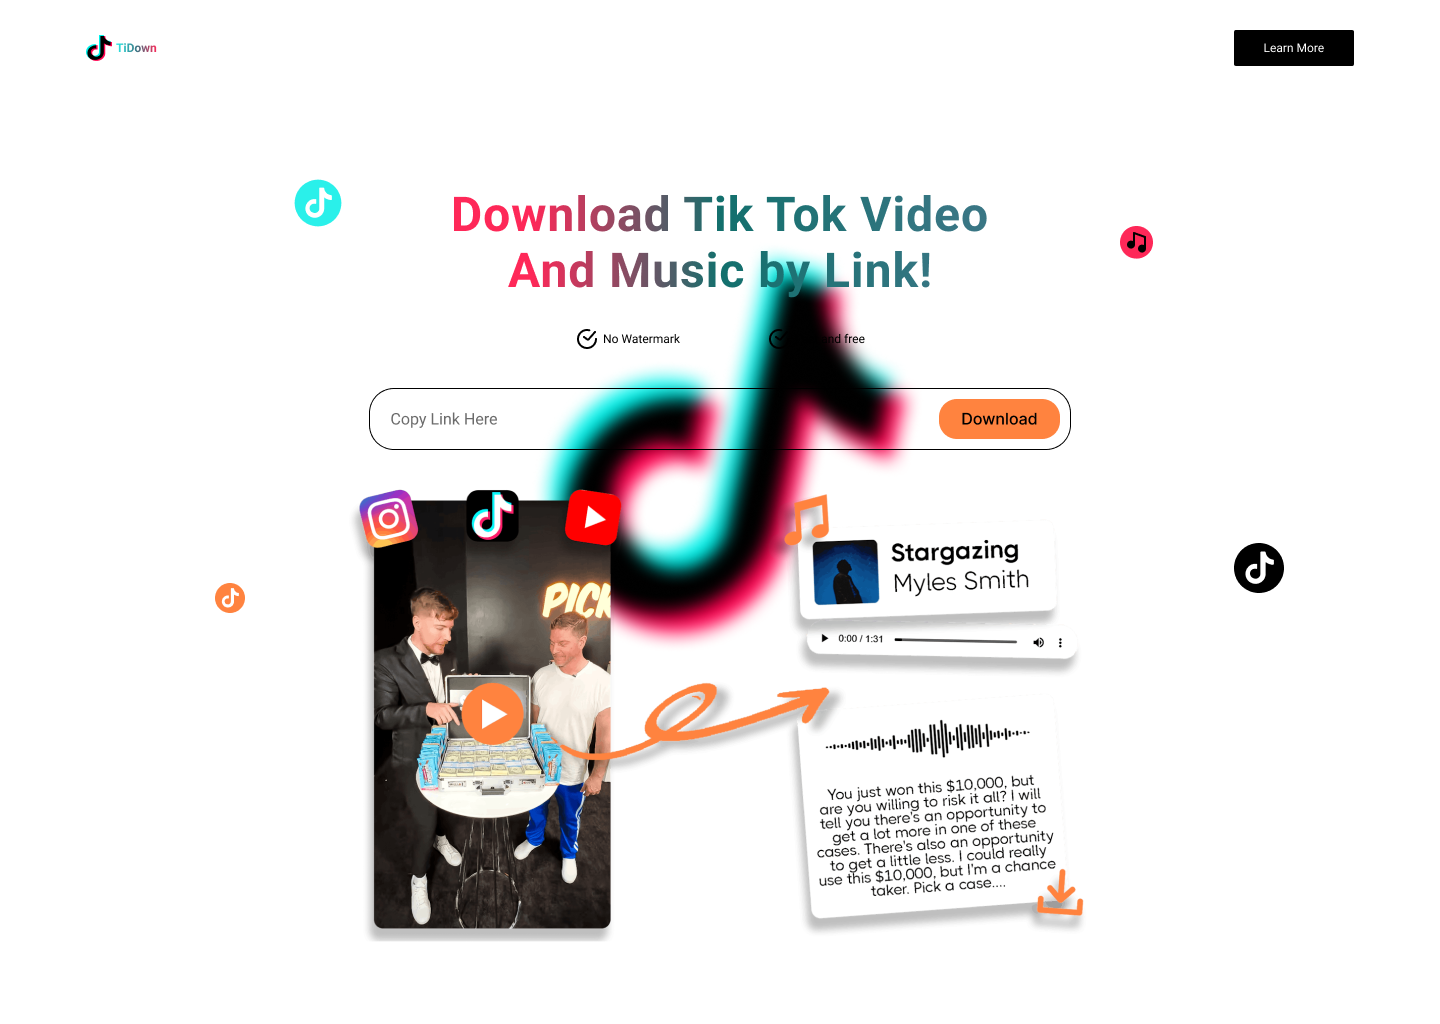 TiDown
Learn More
Download Tik Tok Video
And Music by Link!
No Watermark
and free
Copy Link Here
Download
PICK
Stargazing
Myles Smith
0:00 / 1:31
You just won this $10,000, but
are you willing to risk it all? I will
tell you there's an opportunity to
get a lot more in one of these
cases. There's also an opportunity
to get a little less. I could really
use this $10,000, but I'm a chance
taker. Pick a case....